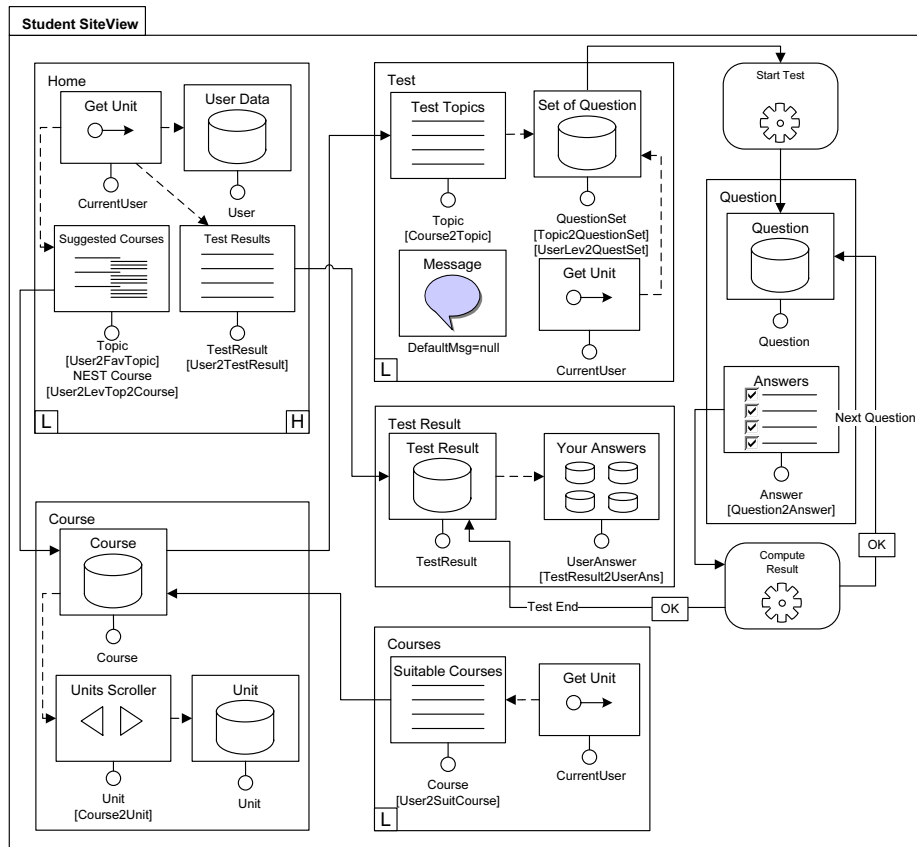 Student SiteView
Home
Get Unit
CurrentUser
User Data
User
Suggested Courses
Topic
[User2FavTopic]
NEST Course
[User2LevTop2Course]
Test Results
TestResult
[User2TestResult]
L
H
Test
Test Topics
Topic
[Course2Topic]
Set of Question
QuestionSet
[Topic2QuestionSet]
[UserLev2QuestSet]
Message
DefaultMsg=null
Get Unit
CurrentUser
L
Start Test
Question
Question
Question
Answers
Answer
[Question2Answer]
Next Question
OK
Compute
Result
OK
Test End
Test Result
Test Result
TestResult
Your Answers
UserAnswer
[TestResult2UserAns]
Course
Course
Course
Units Scroller
Unit
[Course2Unit]
Unit
Unit
Courses
Suitable Courses
Course
[User2SuitCourse]
Get Unit
CurrentUser
L